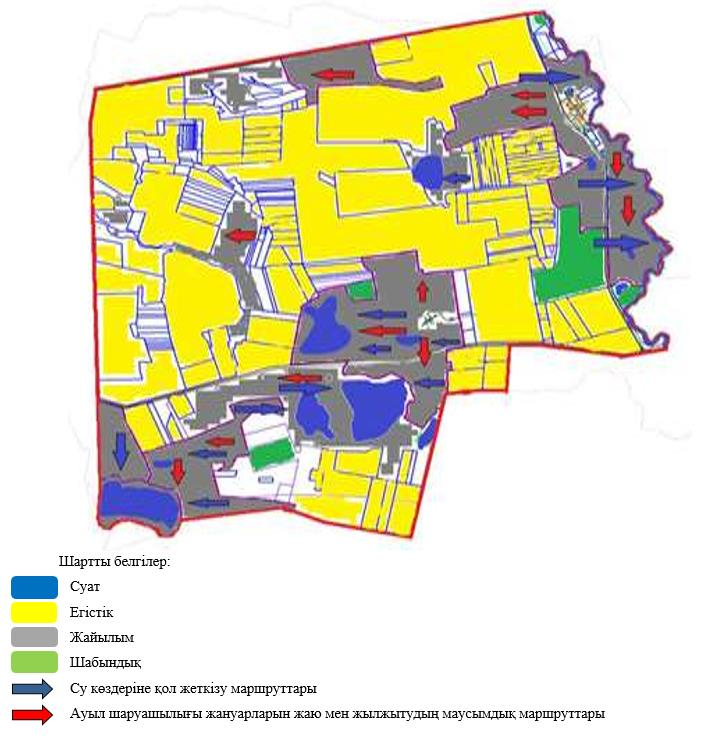 Шартты белгілер:
Суат
Егістік
Жайылым
Шабындық
Су көздеріне қол жеткізу маршруттары
Ауыл шаруашылығы жануарларын жаю мен жылжытудың маусымдық маршруттары